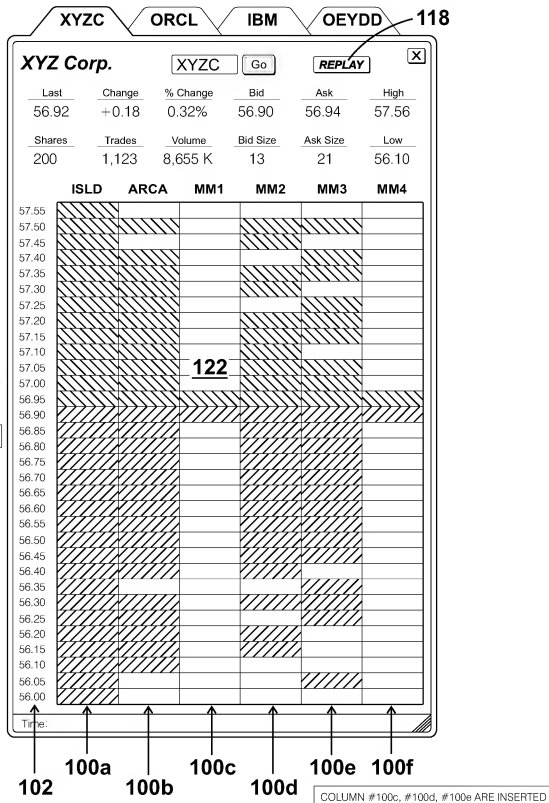 XYZC ORCL IBM OEYDD 118
XYZ Corp. XYZC Go REPLAY X
Last Change % Change Bid Ask High
56.92 +0.18 0.32% 56.90 56.94 57.56
Shares Trades Volume Bid Size Ask Size Low
200 1,123 8,655 K 13 21 56.10
ISLD ARCA MM1 MM2 MM3 MM4
57.55
57.50
57.45
57.40
57.35
57.30
57.25
57.20
57.15
57.10
57.05 122
57.00
56.95
56.90
56.85
56.80
56.75
56.70
56.65
56.60
56.55
56.50
56.45
56.40
56.35
56.30
56.25
56.20
56.15
56.10
56.05
56.00
Time:
100a 100c 100e 100f
102 100b 100d
COLUMN #100c, #100d, #100e ARE INSERTED